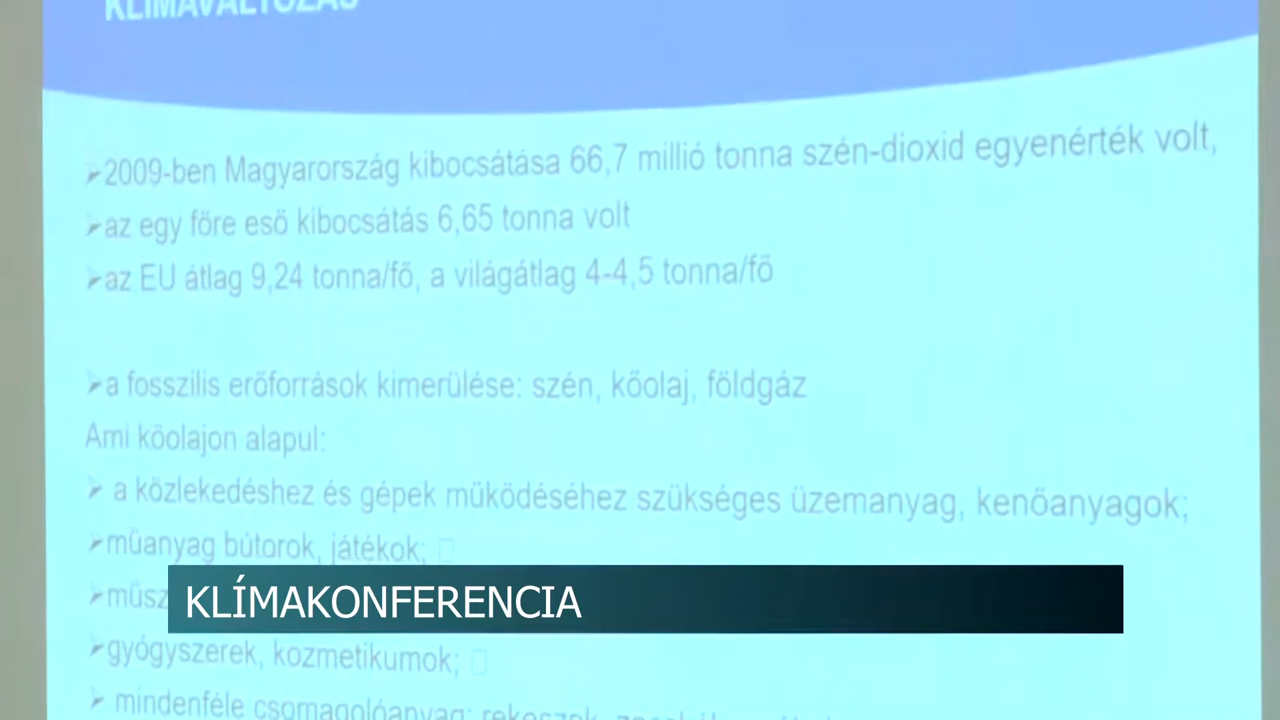 KLÍMAVÁLTOZÁS
➢2009-ben Magyarország kibocsátása 66,7 millió tonna szén-dioxid egyenérték volt,
➢az egy főre eső kibocsátás 6,65 tonna volt
➢az EU átlag 9,24 tonna/fő, a világátlag 4-4,5 tonna/fő
➢a fosszilis erőforrások kimerülése: szén, kőolaj, földgáz
Ami kőolajon alapul:
➢ a közlekedéshez és gépek működéséhez szükséges üzemanyag, kenőanyagok;
➢műanyag bútorok, játékok;
➢műsz
KLÍMAKONFERENCIA
➢gyógyszerek, kozmetikumok;
➢ mindenféle csomagolóanyag: rekeszek,